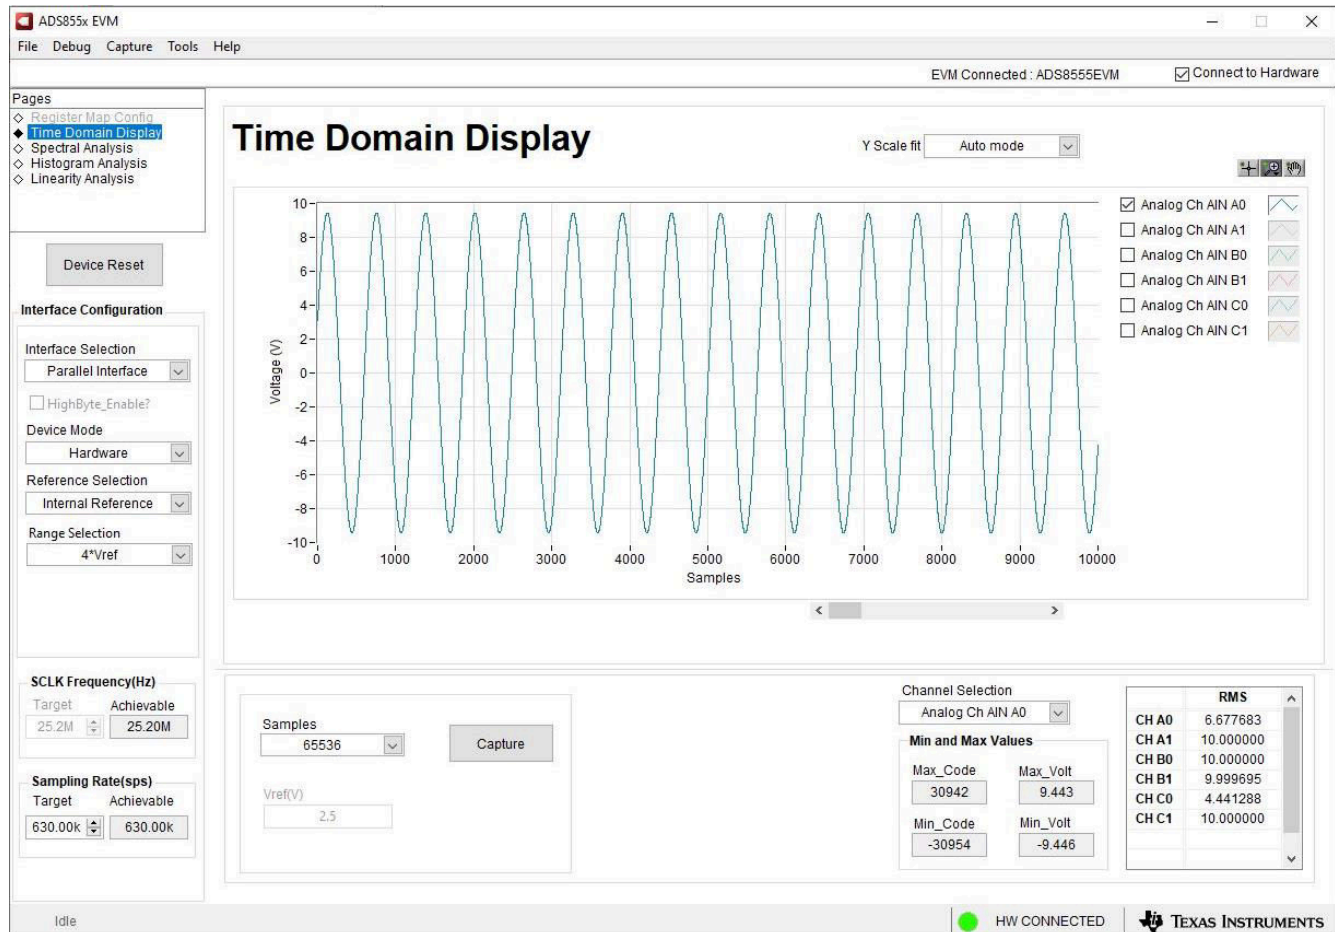 ADS855x EVM
File Debug Capture Tools Help
EVM Connected : ADS8555EVM Connect to Hardware
Pages
Register Map Config
Time Domain Display
Spectral Analysis
Histogram Analysis
Linearity Analysis
Device Reset
Interface Configuration
Interface Selection
Parallel Interface
HighByte_Enable?
Device Mode
Hardware
Reference Selection
Internal Reference
Range Selection
4*Vref
SCLK Frequency(Hz)
Target Achievable
25.2M 25.20M
Sampling Rate(sps)
Target Achievable
630.00k 630.00k
Time Domain Display
Y Scale fit Auto mode
10
8
6
4
2
0
-2
-4
-6
-8
-10
Voltage (V)
0 1000 2000 3000 4000 5000 6000 7000 8000 9000 10000
Samples
Analog Ch AIN A0
Analog Ch AIN A1
Analog Ch AIN B0
Analog Ch AIN B1
Analog Ch AIN C0
Analog Ch AIN C1
Samples
65536
Capture
Vref(V)
2.5
Channel Selection
Analog Ch AIN A0
Min and Max Values
Max_Code Max_Volt
30942 9.443
Min_Code Min_Volt
-30954 -9.446
RMS
CH A0 6.677683
CH A1 10.000000
CH B0 10.000000
CH B1 9.999695
CH C0 4.441288
CH C1 10.000000
Idle
HW CONNECTED
TEXAS INSTRUMENTS